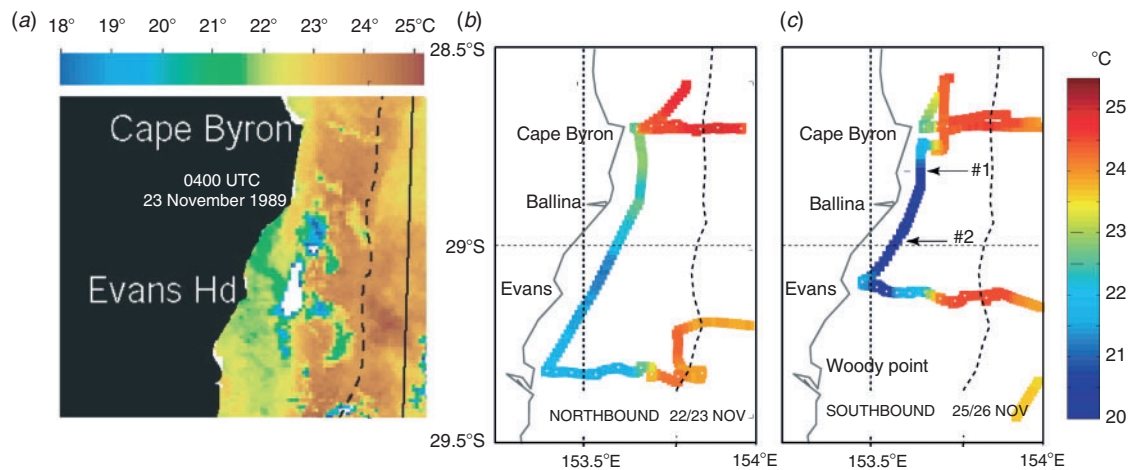 (a) 18° 19° 20° 21° 22° 23° 24° 25°C
Cape Byron
0400 UTC
23 November 1989
Evans Hd
(b)
28.5°S
Cape Byron
Ballina
29°S
Evans
NORTHBOUND 22/23 NOV
29.5°S
153.5°E 154°E
(c)
Cape Byron
#1
Ballina
#2
Evans
Woody point
SOUTHBOUND 25/26 NOV
153.5°E 154°E
°C
25
24
23
22
21
20